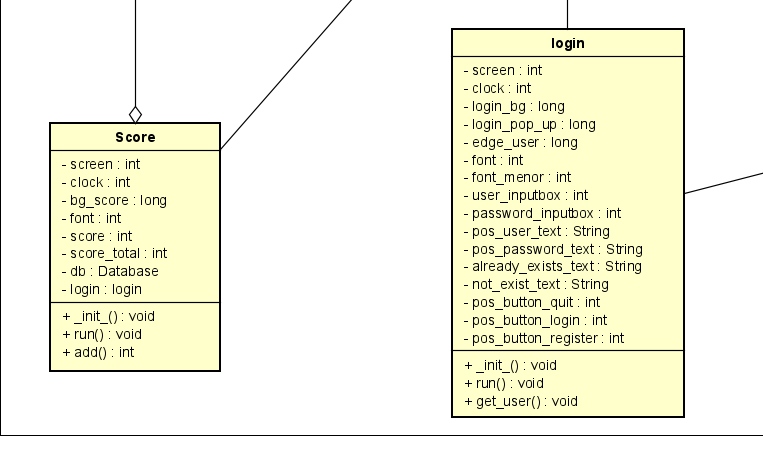 Score
- screen : int
- clock : int
- bg_score : long
- font : int
- score : int
- score_total : int
- db : Database
- login : login
+ _init_() : void
+ run() : void
+ add() : int
login
- screen : int
- clock : int
- login_bg : long
- login_pop_up : long
- edge_user : long
- font : int
- font_menor : int
- user_inputbox : int
- password_inputbox : int
- pos_user_text : String
- pos_password_text : String
- already_exists_text : String
- not_exist_text : String
- pos_button_quit : int
- pos_button_login : int
- pos_button_register : int
+ _init_() : void
+ run() : void
+ get_user() : void